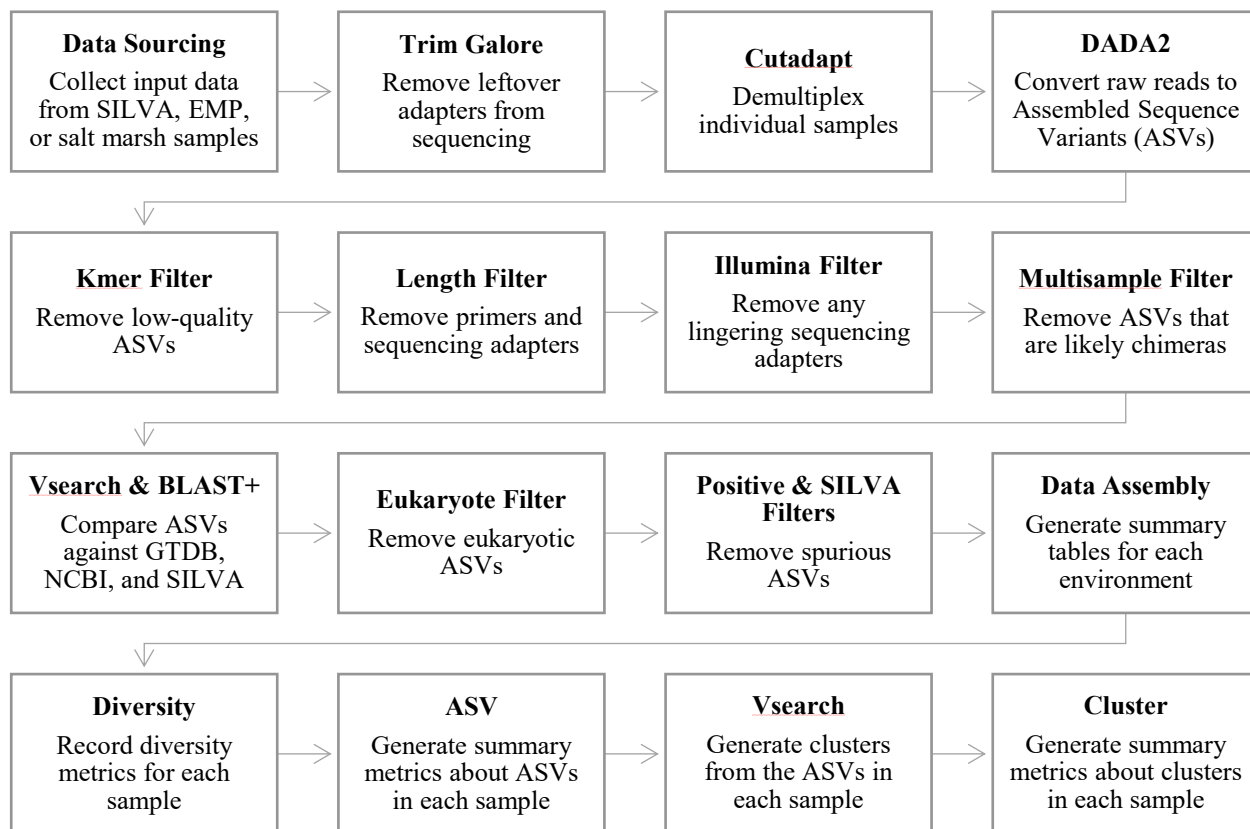 Data Sourcing
Collect input data
from SILVA, EMP,
or salt marsh samples
Trim Galore
Remove leftover
adapters from
sequencing
Cutadapt
Demultiplex
individual samples
DADA2
Convert raw reads to
Assembled Sequence
Variants (ASVs)
Kmer Filter
Remove low-quality
ASVs
Length Filter
Remove primers and
sequencing adapters
Illumina Filter
Remove any
lingering sequencing
adapters
Multisample Filter
Remove ASVs that
are likely chimeras
Vsearch & BLAST+
Compare ASVs
against GTDB,
NCBI, and SILVA
Eukaryote Filter
Remove eukaryotic
ASVs
Positive & SILVA
Filters
Remove spurious
ASVs
Data Assembly
Generate summary
tables for each
environment
Diversity
Record diversity
metrics for each
sample
ASV
Generate summary
metrics about ASVs
in each sample
Vsearch
Generate clusters
from the ASVs in
each sample
Cluster
Generate summary
metrics about clusters
in each sample